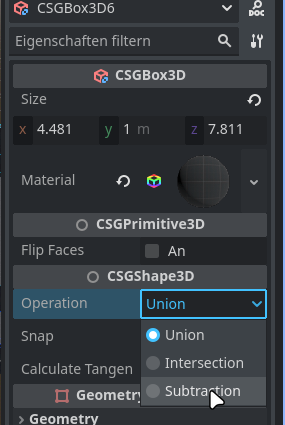 CSGBox3D6
Eigenschaften filtern
CSGBox3D
Size
x 4.481 y 1 m z 7.811
Material
CSGPrimitive3D
Flip Faces An
CSGShape3D
Operation Union
Snap Union
Intersection
Calculate Tangen
Subtraction
Geometry
Geometry